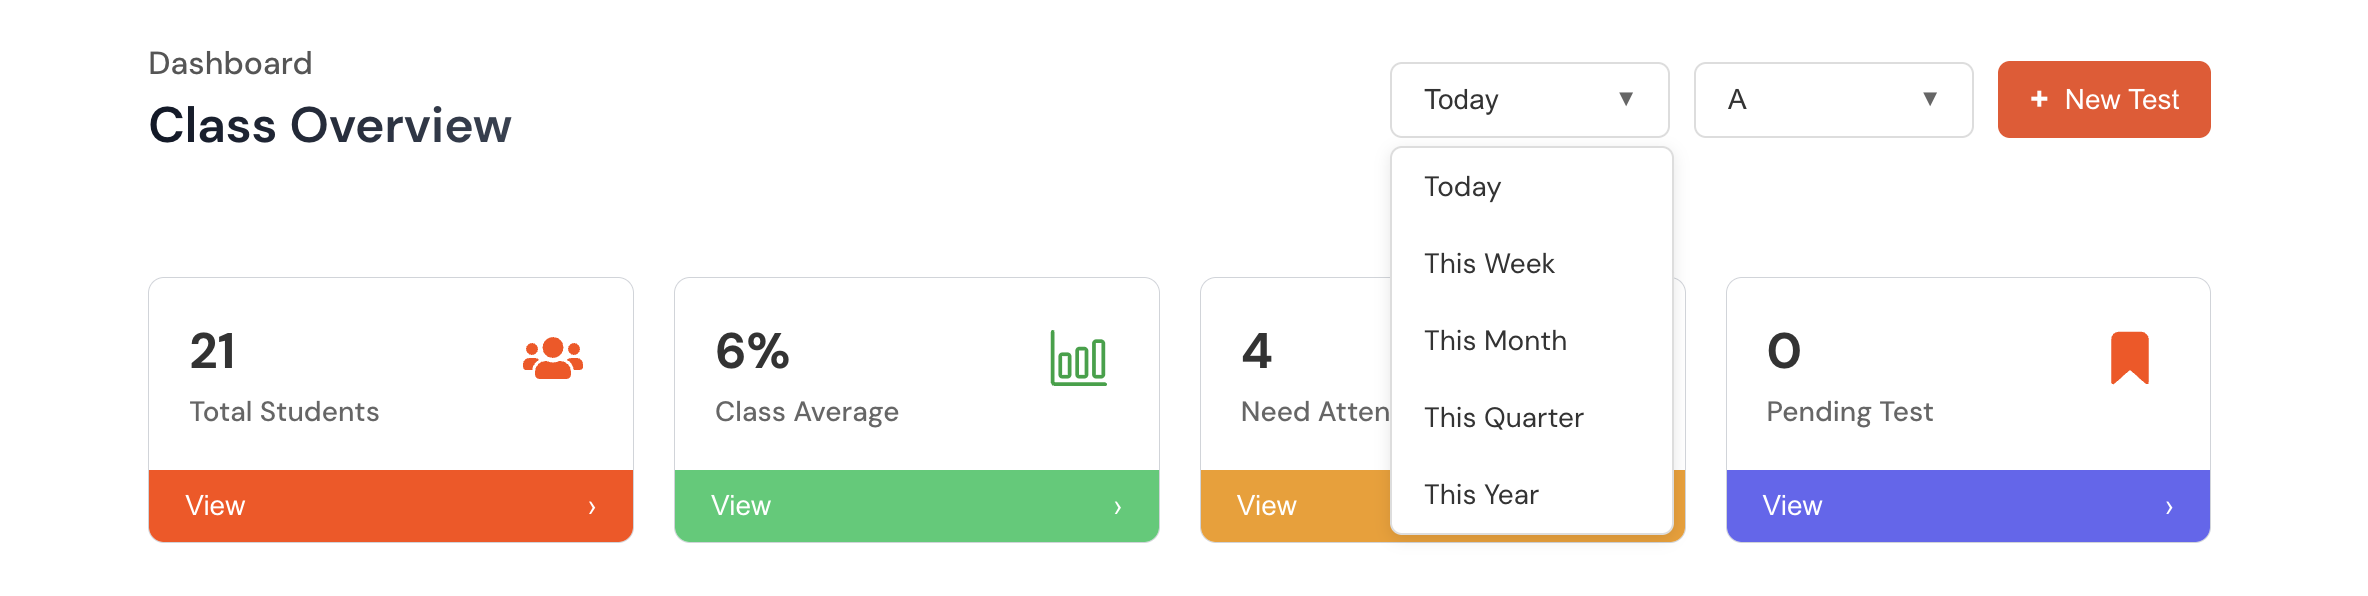 Dashboard
Class Overview
Today ▼
A ▼
+ New Test
Today
This Week
This Month
This Quarter
This Year
21
Total Students
View ›
6%
Class Average
View ›
4
Need
View
0
Pending Test
View ›